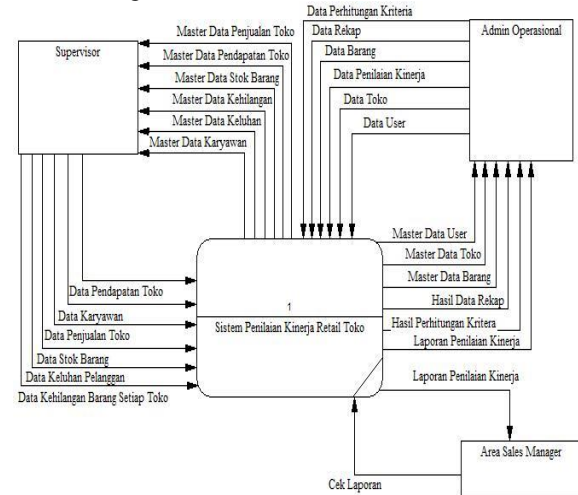 Data Perhitungan Kriteria
Data Rekap
Data Barang
Data Penilaian Kinerja
Data Toko
Data User
Admin Operasional
Supervisor
Master Data Penjualan Toko
Master Data Pendapatan Toko
Master Data Stok Barang
Master Data Kehilangan
Master Data Keluhan
Master Data Karyawan
Master Data User
Master Data Toko
Master Data Barang
Hasil Data Rekap
Hasil Perhitungan Kritera
Laporan Penilaian Kinerja
1
Sistem Penilaian Kinerja Retail Toko
Data Pendapatan Toko
Data Karyawan
Data Penjualan Toko
Data Stok Barang
Data Keluhan Pelanggan
Data Kehilangan Barang Setiap Toko
Laporan Penilaian Kinerja
Area Sales Manager
Cek Laporan